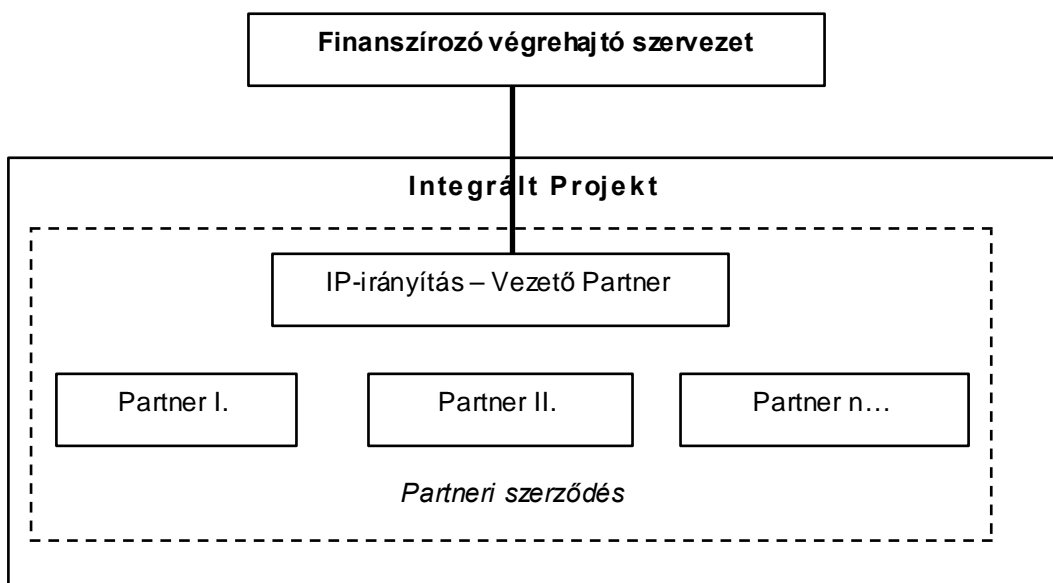 Finanszírozó végrehajtó szervezet
Integrált Projekt
IP-irányítás – Vezető Partner
Partner I.
Partner II.
Partner n…
Partneri szerződés